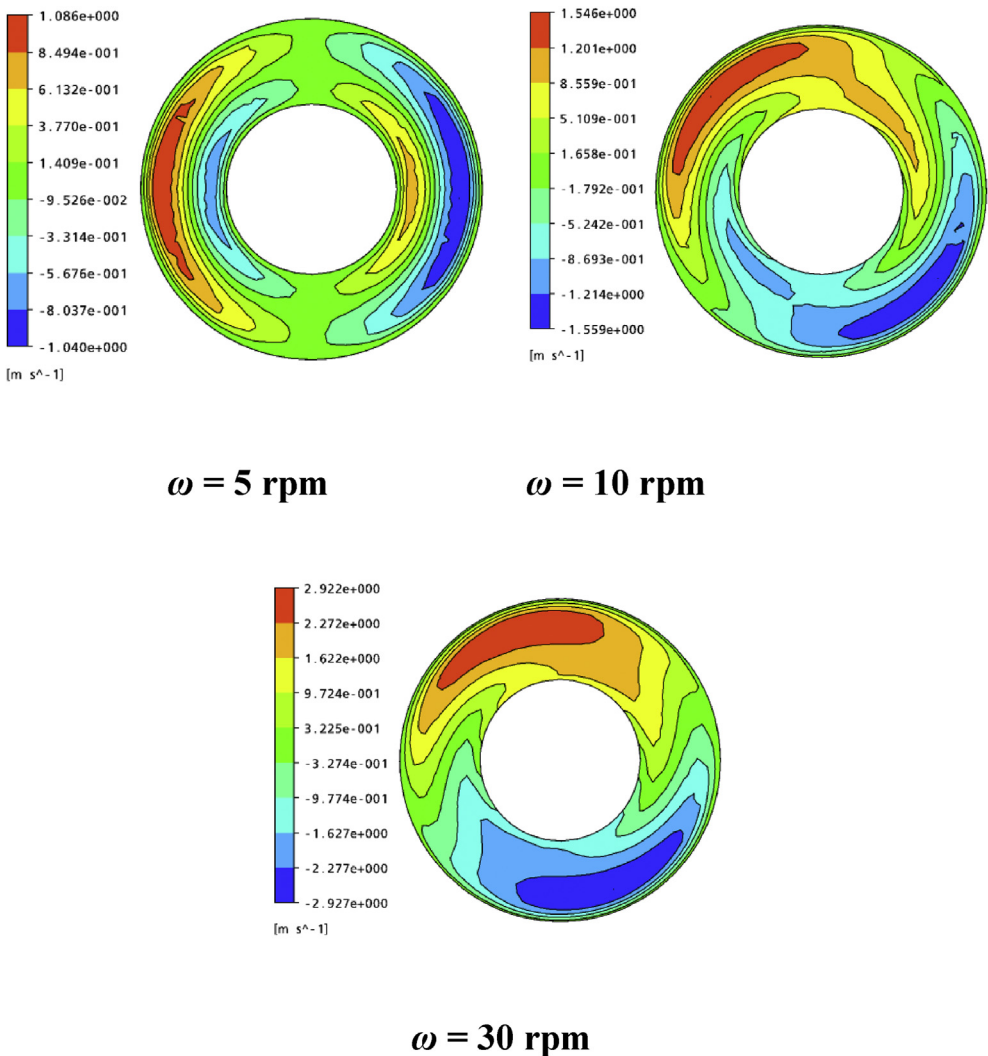 1.086e+000
8.494e-001
6.132e-001
3.770e-001
1.409e-001
-9.526e-002
-3.314e-001
-5.676e-001
-8.037e-001
-1.040e+000
[m s^-1]
1.546e+000
1.201e+000
8.559e-001
5.109e-001
1.658e-001
-1.792e-001
-5.242e-001
-8.693e-001
-1.214e+000
-1.559e+000
[m s^-1]
ω = 5 rpm
ω = 10 rpm
2.922e+000
2.272e+000
1.622e+000
9.724e-001
3.225e-001
-3.274e-001
-9.774e-001
-1.627e+000
-2.277e+000
-2.927e+000
[m s^-1]
ω = 30 rpm